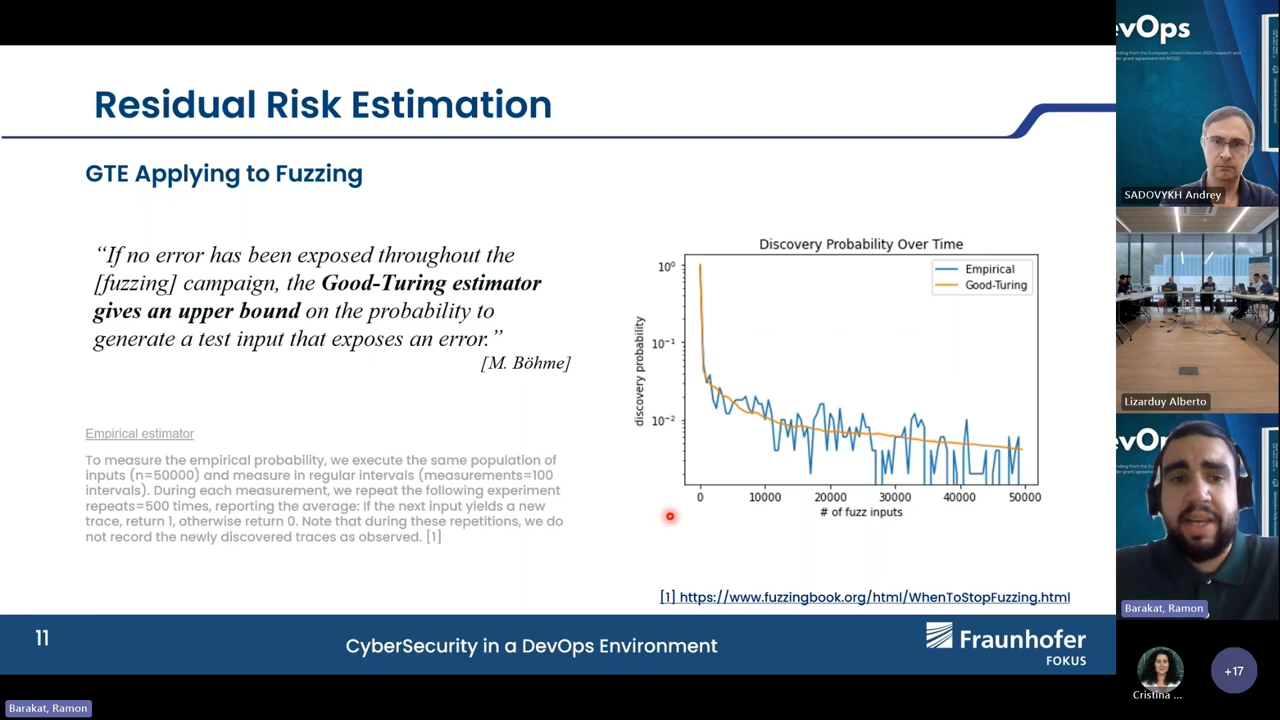 Residual Risk Estimation
GTE Applying to Fuzzing
“If no error has been exposed throughout the
[fuzzing] campaign, the Good-Turing estimator
gives an upper bound on the probability to
generate a test input that exposes an error.”
[M. Böhme]
Empirical estimator
To measure the empirical probability, we execute the same population of
inputs (n=50000) and measure in regular intervals (measurements=100
intervals). During each measurement, we repeat the following experiment
repeats=500 times, reporting the average: If the next input yields a new
trace, return 1, otherwise return 0. Note that during these repetitions, we do
not record the newly discovered traces as observed. [1]
Discovery Probability Over Time
Empirical
Good-Turing
discovery probability
10⁰
10⁻¹
10⁻²
0 10000 20000 30000 40000 50000
# of fuzz inputs
[1] https://www.fuzzingbook.org/html/WhenToStopFuzzing.html
11
CyberSecurity in a DevOps Environment
Fraunhofer
FOKUS
Barakat, Ramon
evOps
SADOVYKH Andrey
Lizarduy Alberto
evO
Barakat, Ramon
Cristina ...
+17